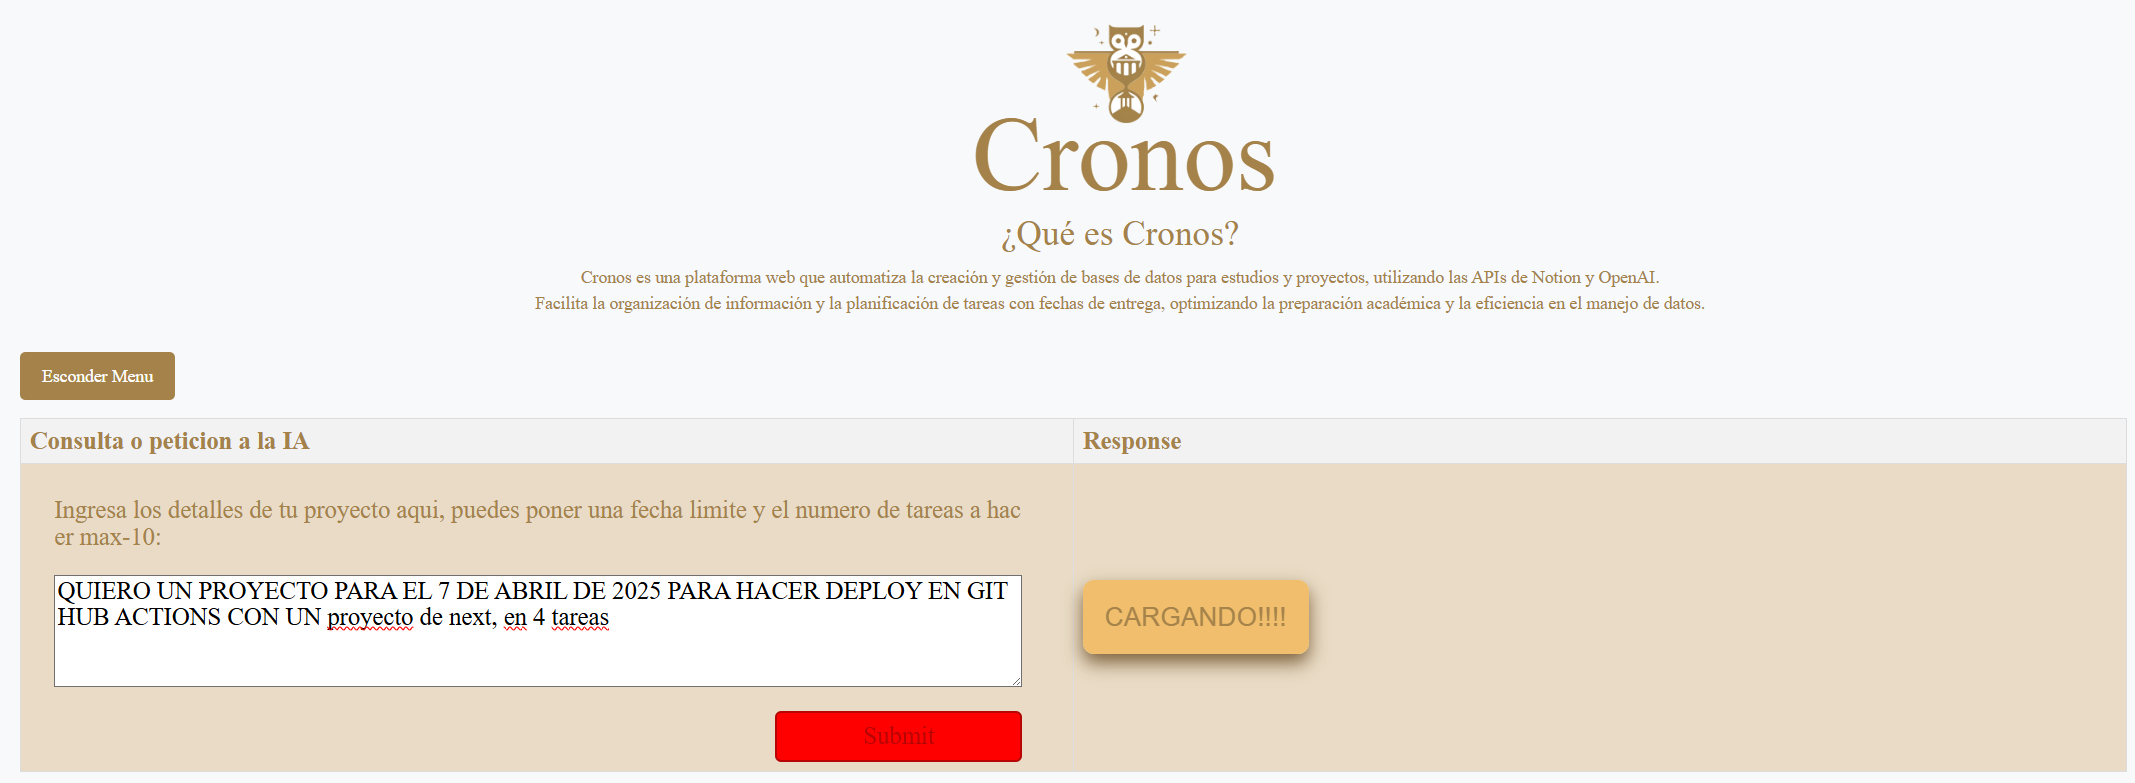 Cronos
¿Qué es Cronos?
Cronos es una plataforma web que automatiza la creación y gestión de bases de datos para estudios y proyectos, utilizando las APIs de Notion y OpenAI.
Facilita la organización de información y la planificación de tareas con fechas de entrega, optimizando la preparación académica y la eficiencia en el manejo de datos.
Esconder Menu
Consulta o peticion a la IA
Response
Ingresa los detalles de tu proyecto aqui, puedes poner una fecha limite y el numero de tareas a hac
er max-10:
QUIERO UN PROYECTO PARA EL 7 DE ABRIL DE 2025 PARA HACER DEPLOY EN GIT
HUB ACTIONS CON UN proyecto de next, en 4 tareas
CARGANDO!!!!
Submit